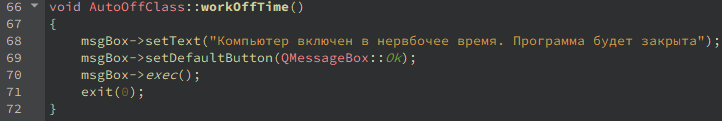 66 void AutoOffClass::workOffTime()
67 {
68 msgBox->setText("Компьютер включен в нервбочее время. Программа будет закрыта");
69 msgBox->setDefaultButton(QMessageBox::Ok);
70 msgBox->exec();
71 exit(0);
72 }